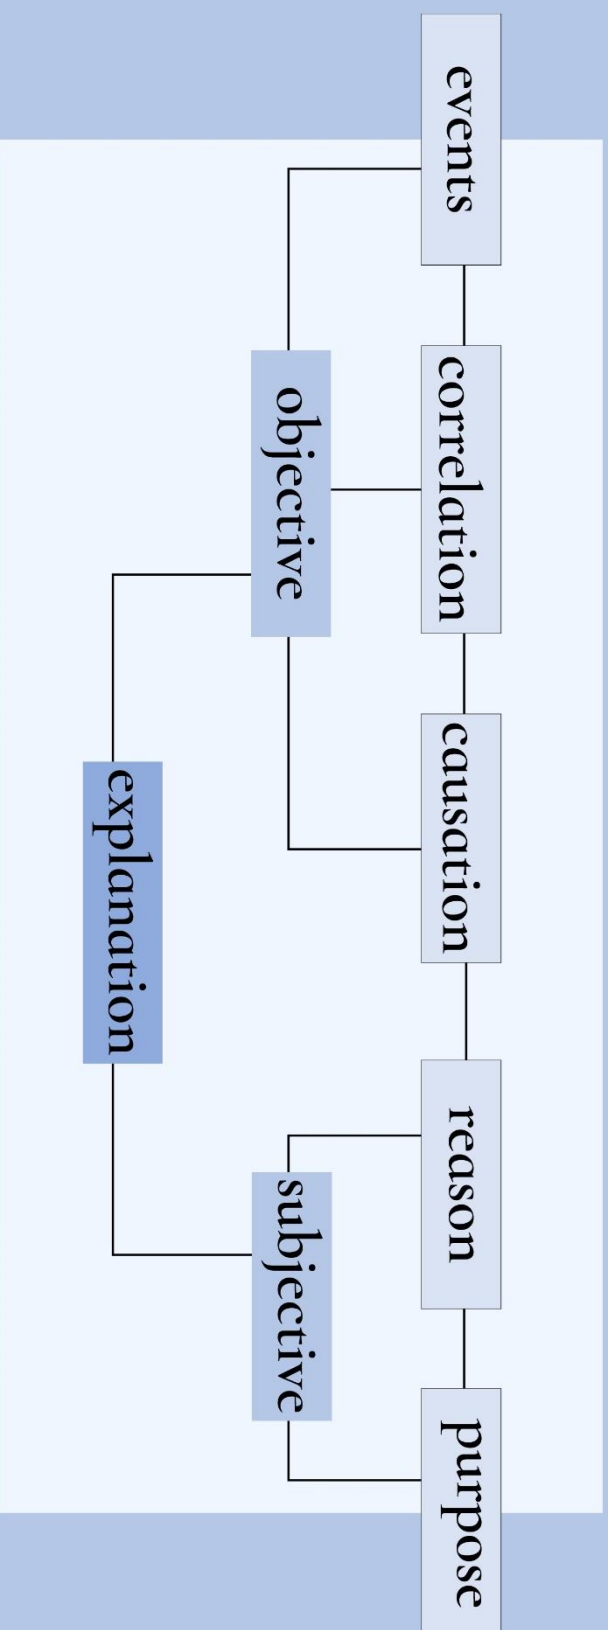 events
correlation
causation
reason
purpose
objective
subjective
explanation